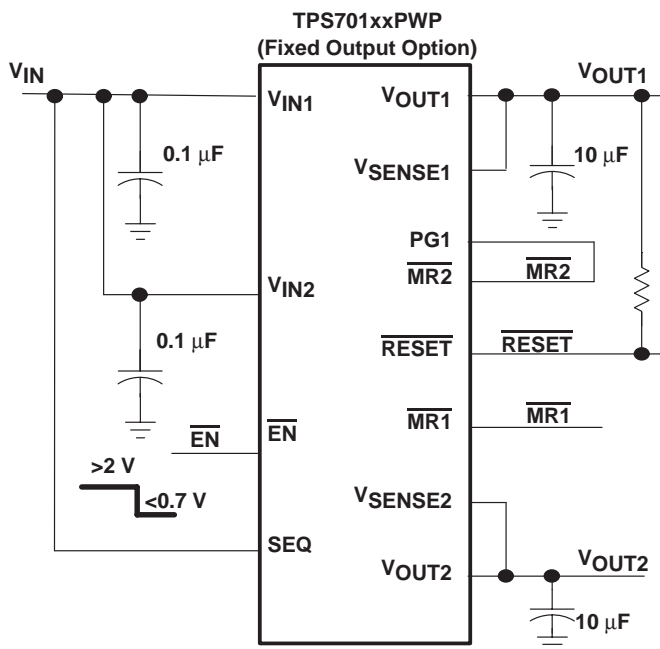 TPS701xxPWP
(Fixed Output Option)
VIN
VOUT1
VIN1
VOUT1
0.1 μF
10 μF
VSENSE1
PG1
MR2
MR2
VIN2
0.1 μF
RESET
RESET
EN
EN
MR1
MR1
>2 V
<0.7 V
VSENSE2
SEQ
VOUT2
VOUT2
10 μF